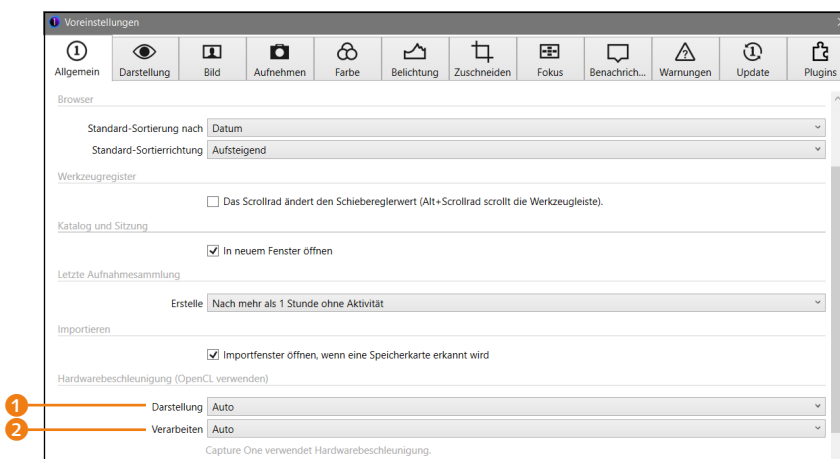 Voreinstellungen
1
Allgemein
Darstellung
Bild
Aufnehmen
Farbe
Belichtung
Zuschneiden
Fokus
Benachrich...
Warnungen
1
Update
Plugins
Browser
Standard-Sortierung nach Datum
Standard-Sortierrichtung Aufsteigend
Werkzeugregister
Das Scrollrad ändert den Schiebereglerwert (Alt+Scrollrad scrollt die Werkzeugleiste).
Katalog und Sitzung
In neuem Fenster öffnen
Letzte Aufnahmesammlung
Erstelle Nach mehr als 1 Stunde ohne Aktivität
Importieren
Importfenster öffnen, wenn eine Speicherkarte erkannt wird
Hardwarebeschleunigung (OpenCL verwenden)
1 Darstellung Auto
2 Verarbeiten Auto
Capture One verwendet Hardwarebeschleunigung.